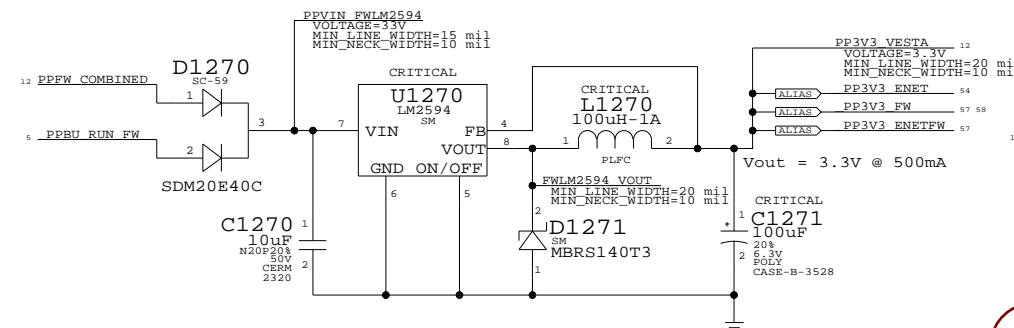 PPVIN_FWLM2594
VOLTAGE=33V
MIN_LINE_WIDTH=15 mil
MIN_NECK_WIDTH=10 mil
12 PPFW_COMBINED
D1270
SC-59
1
2
3
5 PPBU_RUN_FW
SDM20E40C
CRITICAL
U1270
LM2594
SM
7 VIN
FB 4
VOUT 8
GND ON/OFF
6
5
CRITICAL
L1270
100uH-1A
1 2
PLFC
PP3V3_VESTA 12
VOLTAGE=3.3V
MIN_LINE_WIDTH=20 mi
MIN_NECK_WIDTH=10 mi
ALIAS PP3V3_ENET 54
ALIAS PP3V3_FW 57 58
ALIAS PP3V3_ENETFW 57
1
Vout = 3.3V @ 500mA
FWLM2594_VOUT
MIN_LINE_WIDTH=20 mil
MIN_NECK_WIDTH=10 mil
C1270 1
10uF
N20P20%
50V 2
CERM
2320
2
D1271
SM
MBRS140T3
1
CRITICAL
1
+ C1271
100uF
20%
2 6.3V
POLY
CASE-B-3528